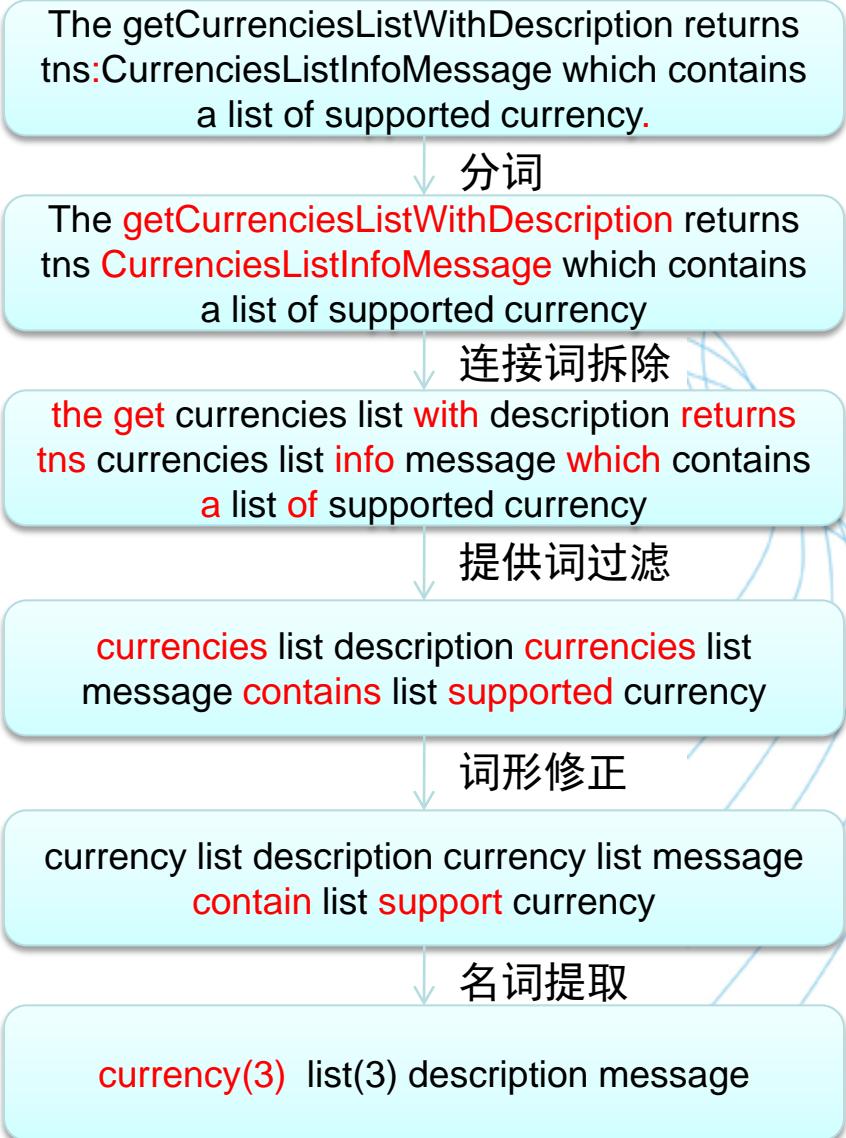 The getCurrenciesListWithDescription returns
tns:CurrenciesListInfoMessage which contains
a list of supported currency.
分词
The getCurrenciesListWithDescription returns
tns CurrenciesListInfoMessage which contains
a list of supported currency
连接词拆除
the get currencies list with description returns
tns currencies list info message which contains
a list of supported currency
提供词过滤
currencies list description currencies list
message contains list supported currency
词形修正
currency list description currency list message
contain list support currency
名词提取
currency(3) list(3) description message